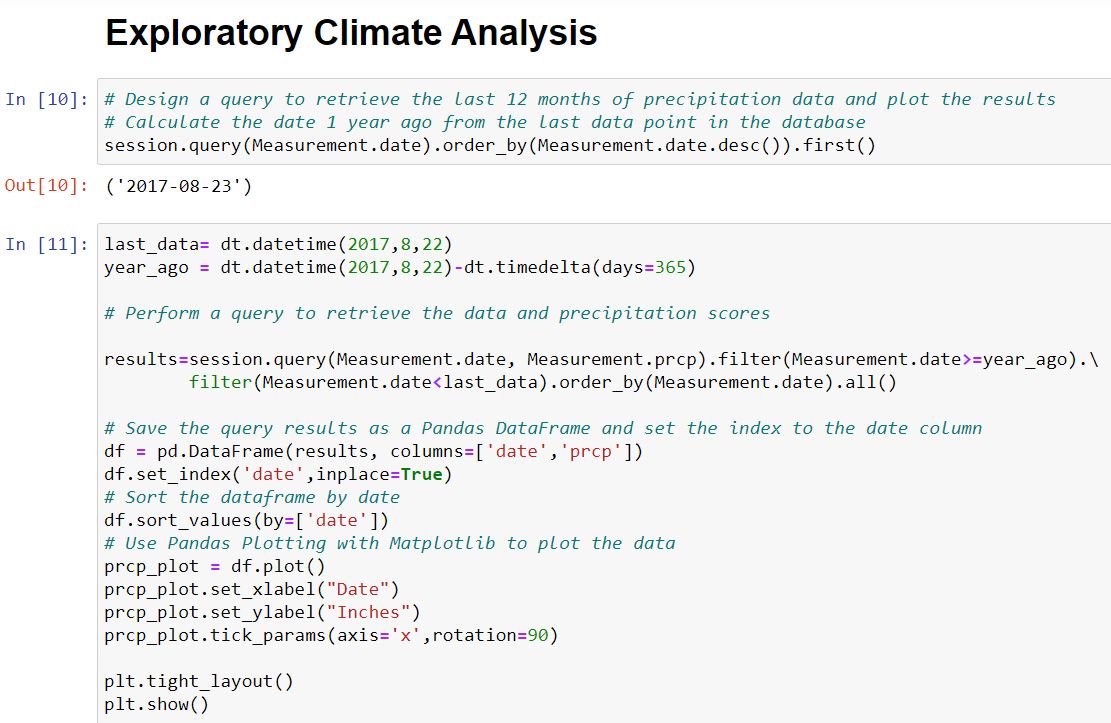 Exploratory Climate Analysis
In [10]: # Design a query to retrieve the last 12 months of precipitation data and plot the results
# Calculate the date 1 year ago from the last data point in the database
session.query(Measurement.date).order_by(Measurement.date.desc()).first()
Out[10]: ('2017-08-23')
In [11]: last_data= dt.datetime(2017,8,22)
year_ago = dt.datetime(2017,8,22)-dt.timedelta(days=365)
# Perform a query to retrieve the data and precipitation scores
results=session.query(Measurement.date, Measurement.prcp).filter(Measurement.date>=year_ago).\
filter(Measurement.date<last_data).order_by(Measurement.date).all()
# Save the query results as a Pandas DataFrame and set the index to the date column
df = pd.DataFrame(results, columns=['date','prcp'])
df.set_index('date',inplace=True)
# Sort the dataframe by date
df.sort_values(by=['date'])
# Use Pandas Plotting with Matplotlib to plot the data
prcp_plot = df.plot()
prcp_plot.set_xlabel("Date")
prcp_plot.set_ylabel("Inches")
prcp_plot.tick_params(axis='x',rotation=90)
plt.tight_layout()
plt.show()